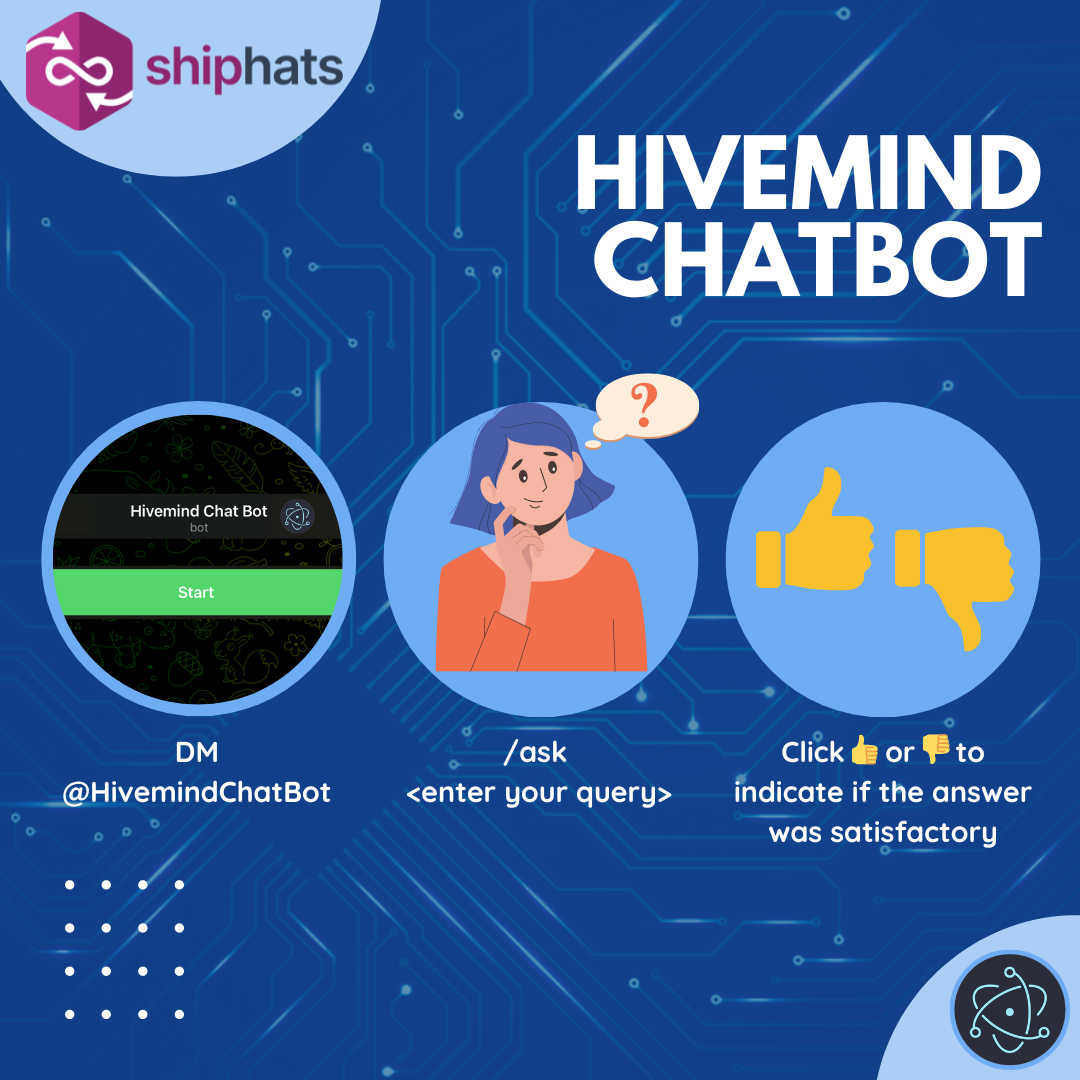 shiphats
HIVEMIND
CHATBOT
?
Hivemind Chat Bot
bot
Start
DM
@HivemindChatBot
/ask
<enter your query>
Click 👍 or 👎 to
indicate if the answer
was satisfactory